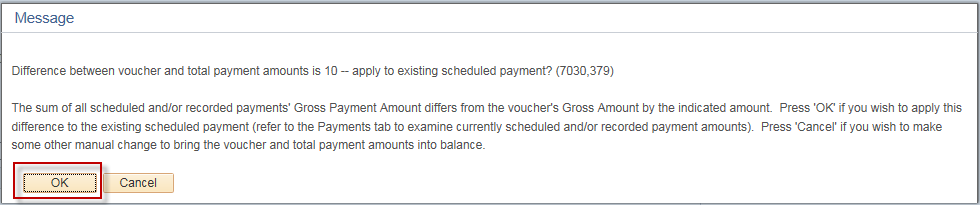 Message
Difference between voucher and total payment amounts is 10 -- apply to existing scheduled payment? (7030,379)
The sum of all scheduled and/or recorded payments' Gross Payment Amount differs from the voucher's Gross Amount by the indicated amount.  Press 'OK' if you wish to apply this
difference to the existing scheduled payment (refer to the Payments tab to examine currently scheduled and/or recorded payment amounts).  Press 'Cancel' if you wish to make
some other manual change to bring the voucher and total payment amounts into balance.
OK Cancel